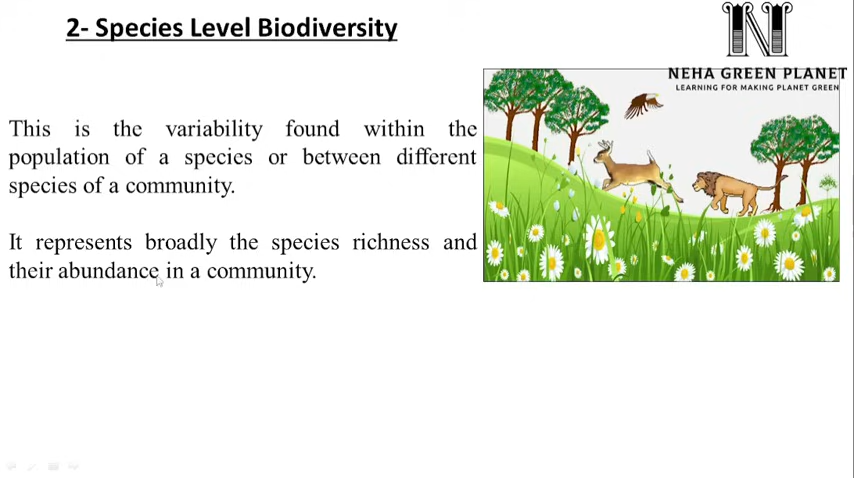 2- Species Level Biodiversity
N
NEHA GREEN PLANET
LEARNING FOR MAKING PLANET GREEN
This is the variability found within the
population of a species or between different
species of a community.
It represents broadly the species richness and
their abundance in a community.